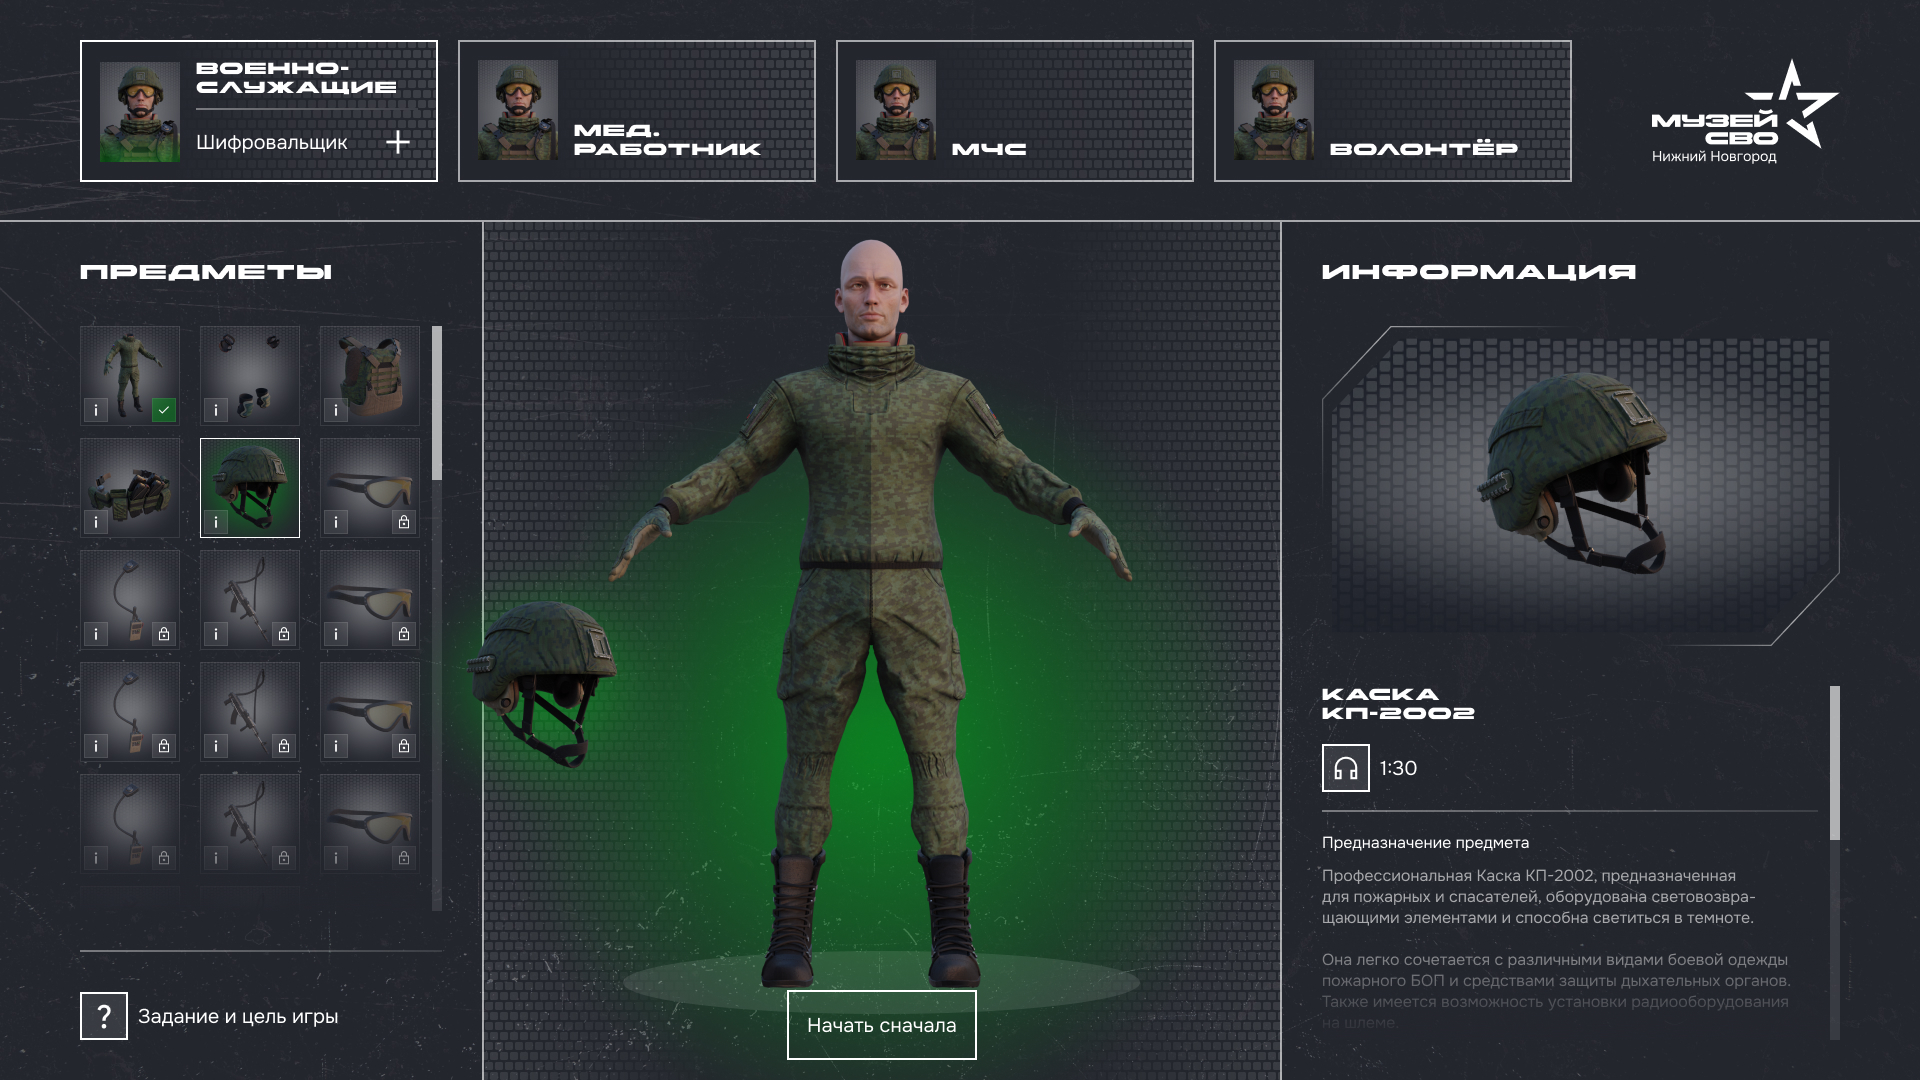 ВОЕННО-
СЛУЖАЩИЕ
Шифровальщик
МЕД.
РАБОТНИК
МЧС
ВОЛОНТЁР
МУЗЕЙ
СВО
Нижний Новгород
ПРЕДМЕТЫ
ИНФОРМАЦИЯ
КАСКА
КП-2002
1:30
Предназначение предмета
Профессиональная Каска КП-2002, предназначенная
для пожарных и спасателей, оборудована световозвра-
щающими элементами и способна светиться в темноте.
Она легко сочетается с различными видами боевой одежды
пожарного БОП и средствами защиты дыхательных органов.
Также имеется возможность установки радиооборудования
на шлеме.
? Задание и цель игры
Начать сначала